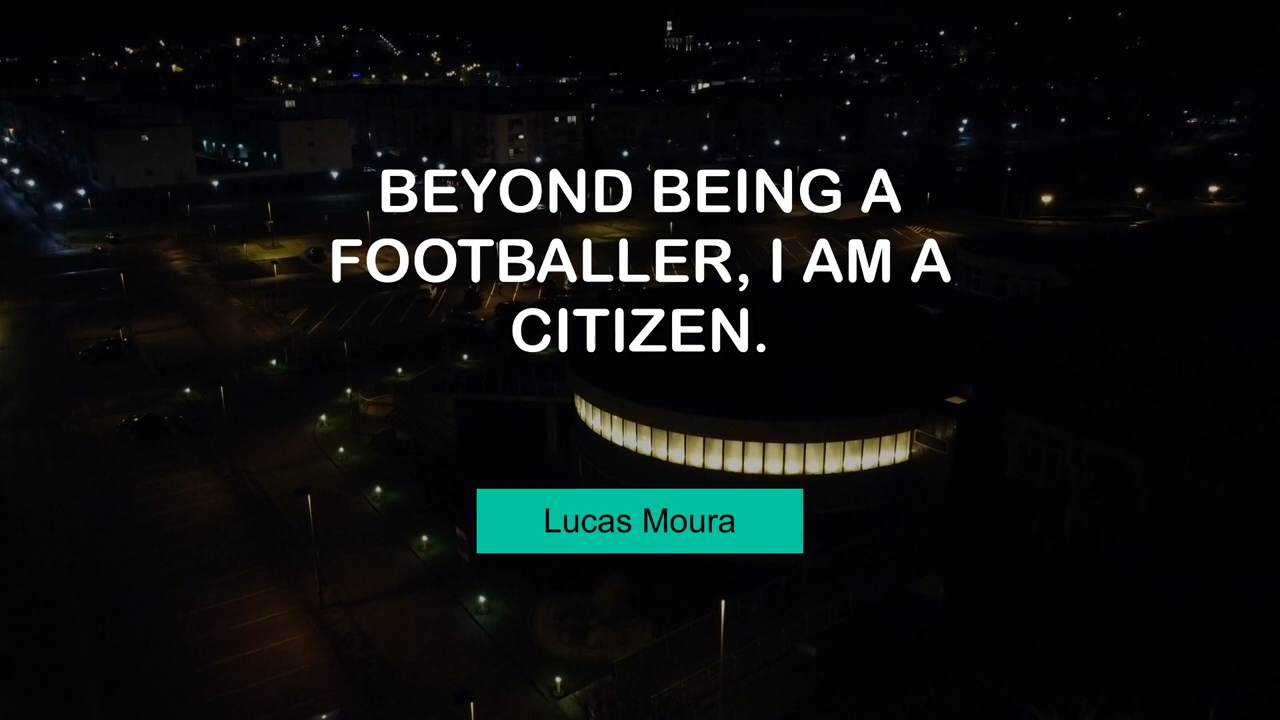 BEYOND BEING A
FOOTBALLER, I AM A
CITIZEN.
Lucas Moura